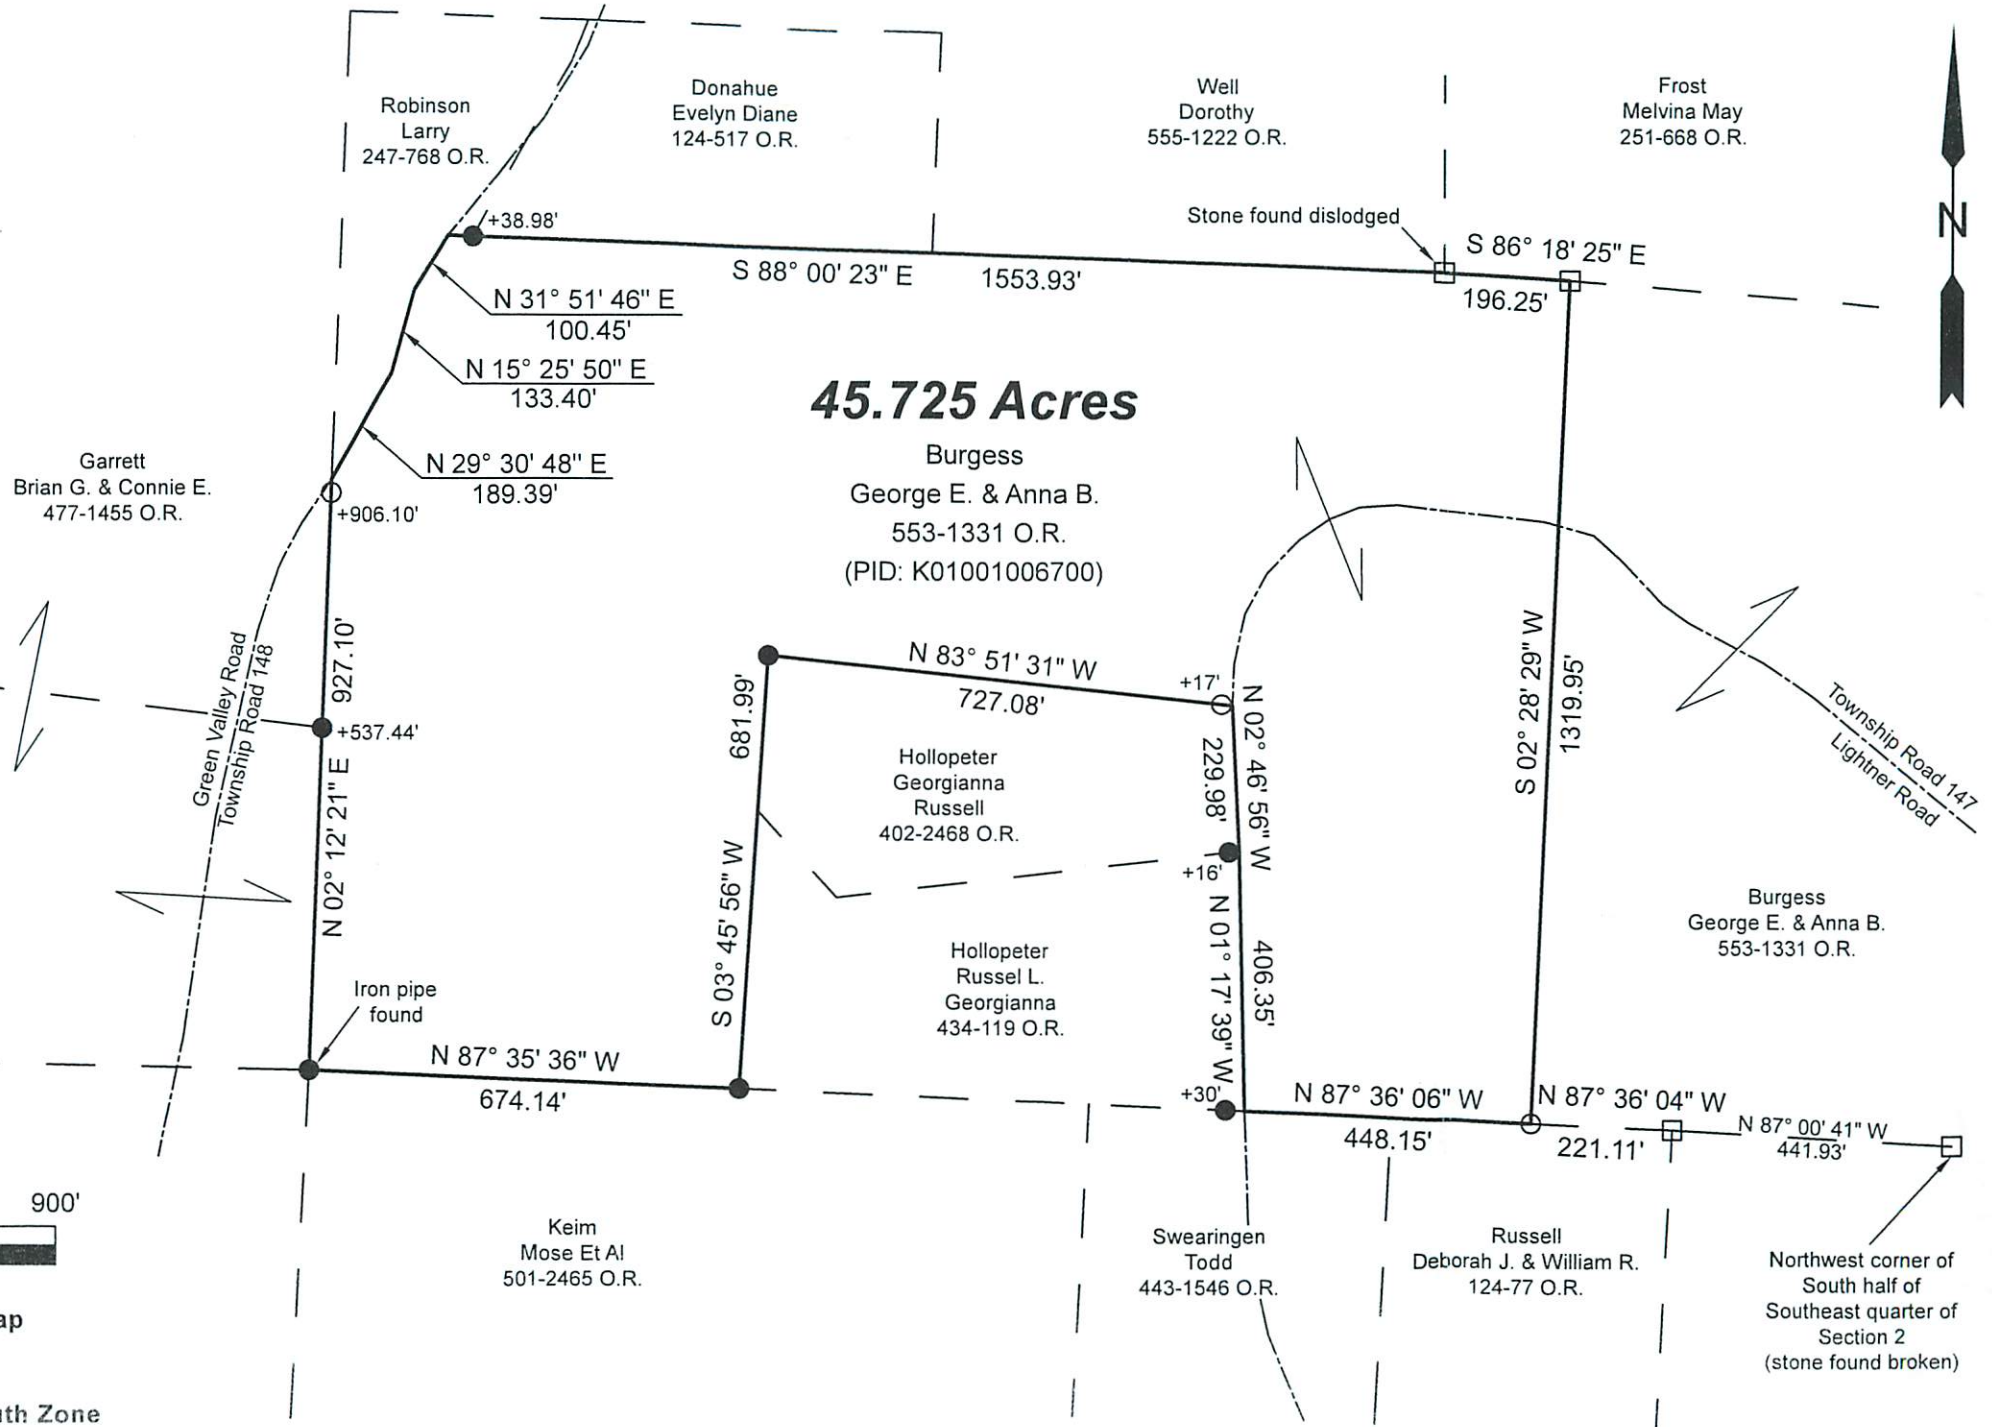 Robinson
Larry
247-768 O.R.
Donahue
Evelyn Diane
124-517 O.R.
Well
Dorothy
555-1222 O.R.
Frost
Melvina May
251-668 O.R.
N
+38.98'
Stone found dislodged
S 86° 18' 25" E
196.25'
S 88° 00' 23" E 1553.93'
N 31° 51' 46" E
100.45'
N 15° 25' 50" E
133.40'
N 29° 30' 48" E
189.39'
45.725 Acres
Burgess
George E. & Anna B.
553-1331 O.R.
(PID: K01001006700)
Garrett
Brian G. & Connie E.
477-1455 O.R.
+906.10'
+537.44'
N 02° 12' 21" E 927.10'
Green Valley Road
Township Road 148
N 83° 51' 31" W
727.08'
+17'
S 03° 45' 56" W 681.99'
Hollopeter
Georgianna
Russell
402-2468 O.R.
N 02° 46' 56" W
229.98'
+16'
N 01° 17' 39" W
406.35'
Hollopeter
Russel L.
Georgianna
434-119 O.R.
S 02° 28' 29" W
1319.95'
Township Road 147
Lightner Road
Burgess
George E. & Anna B.
553-1331 O.R.
Iron pipe
found
N 87° 35' 36" W
674.14'
+30'
N 87° 36' 06" W
448.15'
N 87° 36' 04" W
221.11'
N 87° 00' 41" W
441.93'
900'
Keim
Mose Et Al
501-2465 O.R.
Swearingen
Todd
443-1546 O.R.
Russell
Deborah J. & William R.
124-77 O.R.
Northwest corner of
South half of
Southeast quarter of
Section 2
(stone found broken)
ap
uth Zone